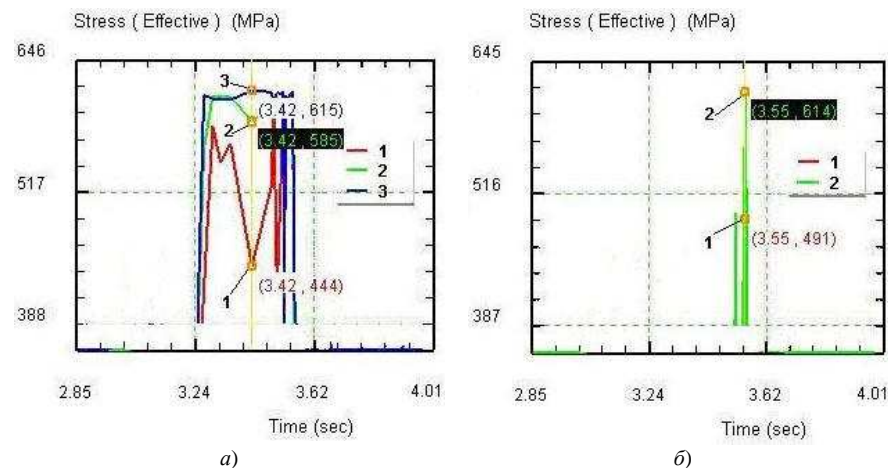 Stress ( Effective ) (MPa)
646
517
388
2.85 3.24 3.62 4.01
Time (sec)
3
(3.42 , 615)
2
(3.42 , 585)
1
(3.42 , 444)
1
2
3
а)
Stress ( Effective ) (MPa)
645
516
387
2.85 3.24 3.62 4.01
Time (sec)
2
(3.55 , 614)
1
(3.55 , 491)
1
2
б)